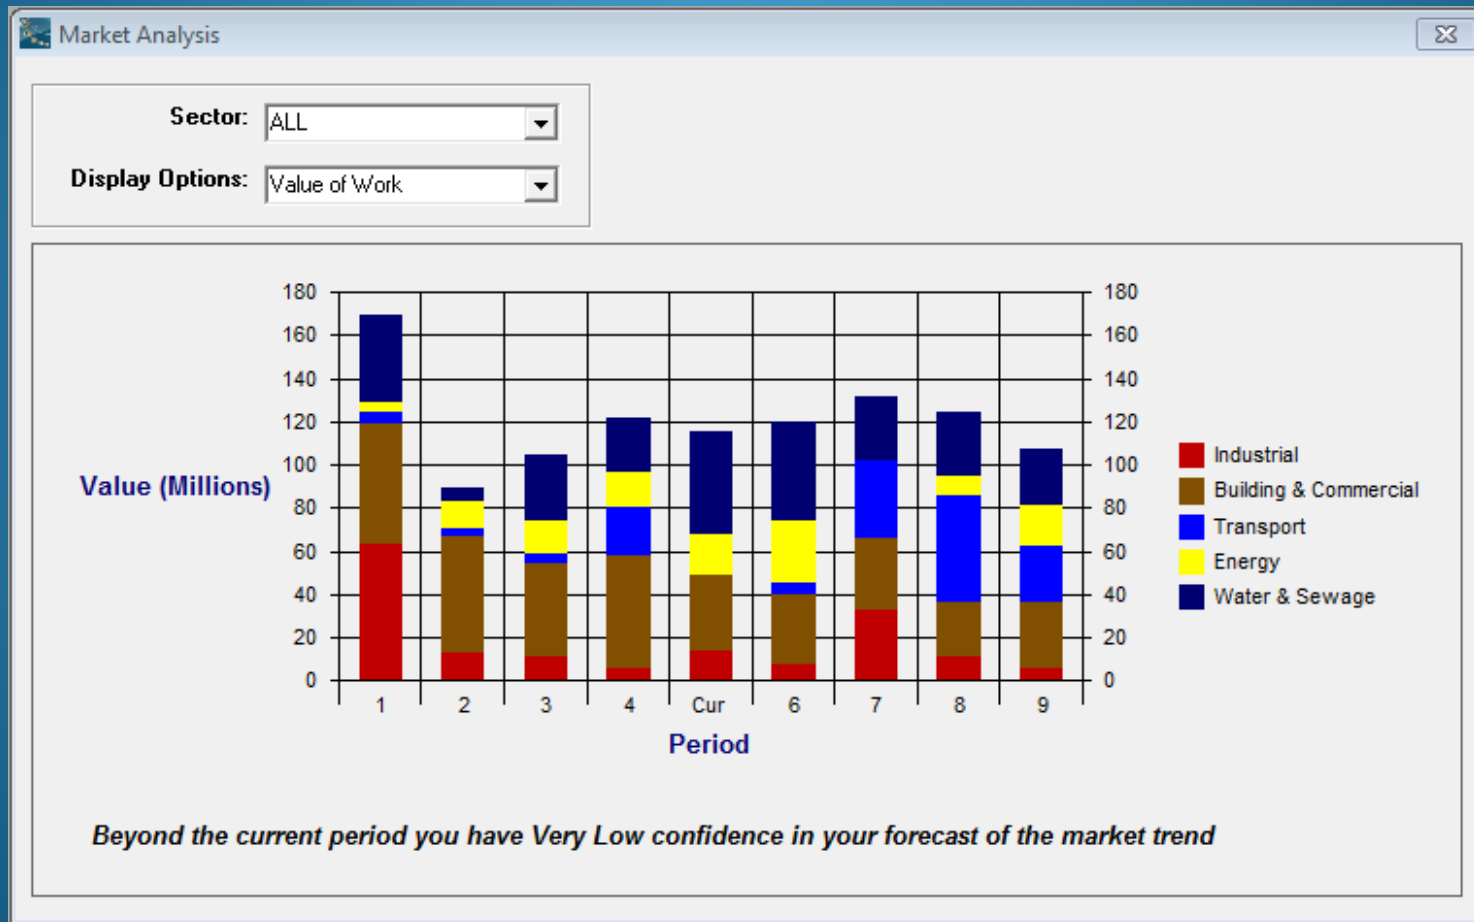 Market Analysis
Sector: ALL
Display Options: Value of Work
180 180
160 160
140 140
120 120
100 100
Industrial
Value (Millions)
Building & Commercial
80 80
Transport
60 60
Energy
40 40
Water & Sewage
20 20
0 0
1 2 3 4 Cur 6 7 8 9
Period
Beyond the current period you have Very Low confidence in your forecast of the market trend